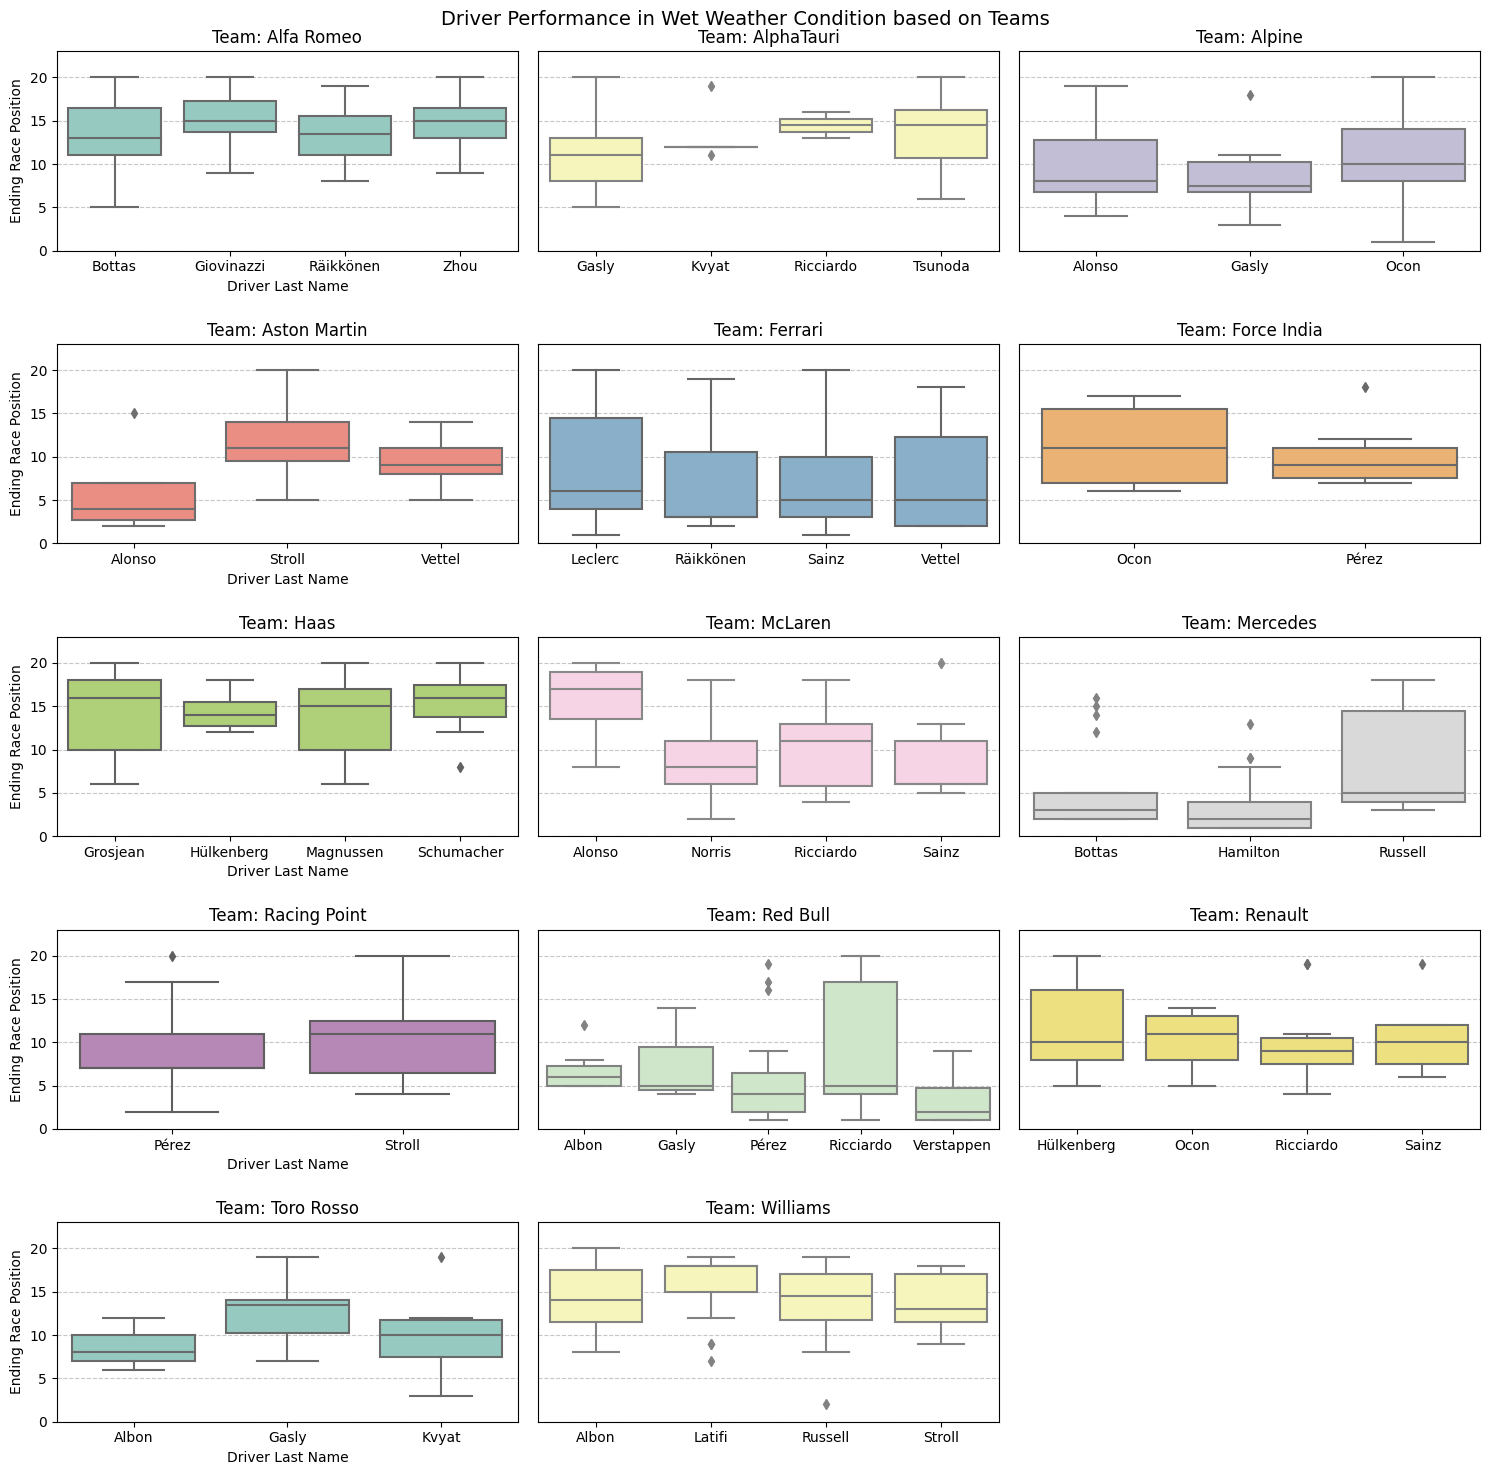 Driver Performance in Wet Weather Condition based on Teams
Team: Alfa Romeo
Team: AlphaTauri
Team: Alpine
Ending Race Position
20
15
10
5
0
Bottas Giovinazzi Räikkönen Zhou
Gasly Kvyat Ricciardo Tsunoda
Alonso Gasly Ocon
Driver Last Name
Team: Aston Martin
Team: Ferrari
Team: Force India
Ending Race Position
20
15
10
5
0
Alonso Stroll Vettel
Leclerc Räikkönen Sainz Vettel
Ocon Pérez
Driver Last Name
Team: Haas
Team: McLaren
Team: Mercedes
Ending Race Position
20
15
10
5
0
Grosjean Hülkenberg Magnussen Schumacher
Alonso Norris Ricciardo Sainz
Bottas Hamilton Russell
Driver Last Name
Team: Racing Point
Team: Red Bull
Team: Renault
Ending Race Position
20
15
10
5
0
Pérez Stroll
Albon Gasly Pérez Ricciardo Verstappen
Hülkenberg Ocon Ricciardo Sainz
Driver Last Name
Team: Toro Rosso
Team: Williams
Ending Race Position
20
15
10
5
0
Albon Gasly Kvyat
Albon Latifi Russell Stroll
Driver Last Name